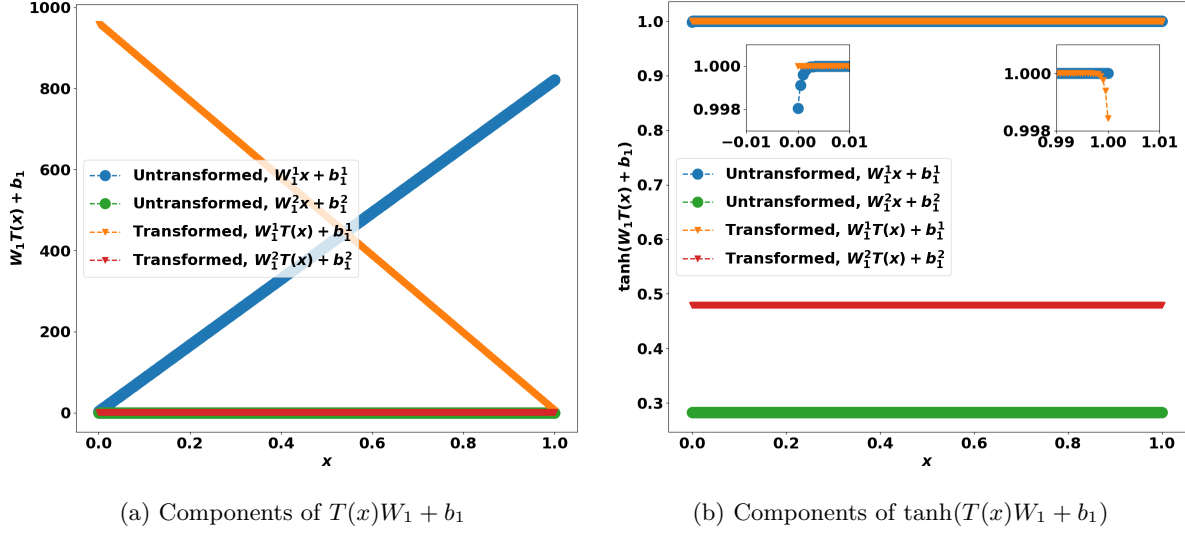 1000
800
600
400
200
0
0.0 0.2 0.4 0.6 0.8 1.0
x
W₁T(x) + b₁
Untransformed, W₁¹x + b₁¹
Untransformed, W₁²x + b₁²
Transformed, W₁¹T(x) + b₁¹
Transformed, W₁²T(x) + b₁²
(a) Components of T(x)W₁ + b₁
1.0
0.9
0.8
0.7
0.6
0.5
0.4
0.3
0.0 0.2 0.4 0.6 0.8 1.0
x
tanh(W₁T(x) + b₁)
1.000
0.998
−0.01 0.00 0.01
1.000
0.998
0.99 1.00 1.01
Untransformed, W₁¹x + b₁¹
Untransformed, W₁²x + b₁²
Transformed, W₁¹T(x) + b₁¹
Transformed, W₁²T(x) + b₁²
(b) Components of tanh(T(x)W₁ + b₁)